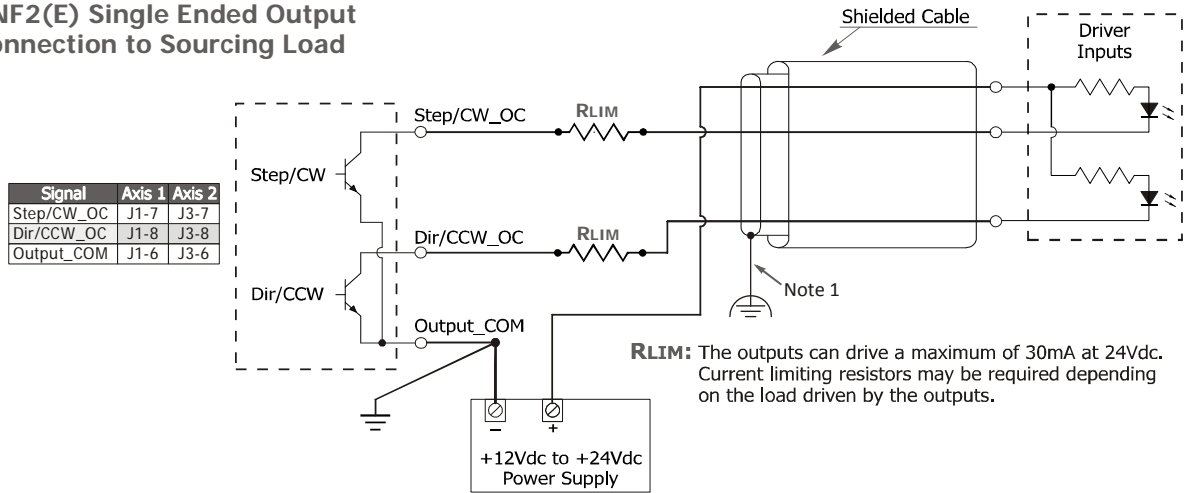 NF2(E) Single Ended Output
nnection to Sourcing Load
Shielded Cable
Driver
Inputs
Step/CW_OC
RLIM
Step/CW
Signal Axis 1 Axis 2
Step/CW_OC J1-7 J3-7
Dir/CCW_OC J1-8 J3-8
Output_COM J1-6 J3-6
Dir/CCW_OC
RLIM
Dir/CCW
Note 1
Output_COM
RLIM: The outputs can drive a maximum of 30mA at 24Vdc.
Current limiting resistors may be required depending
on the load driven by the outputs.
– +
+12Vdc to +24Vdc
Power Supply